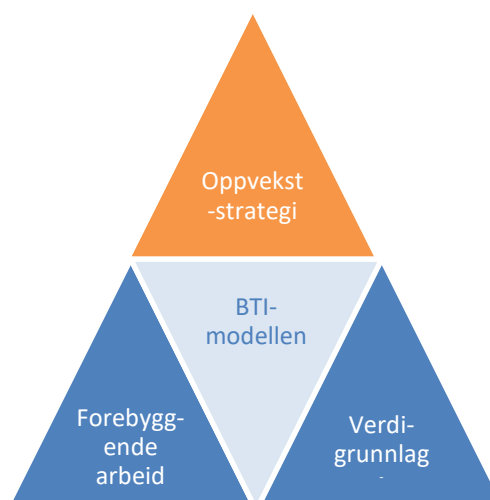 Oppvekst
-strategi
BTI-
modellen
Forebygg-
ende
arbeid
Verdi-
grunnlag
-